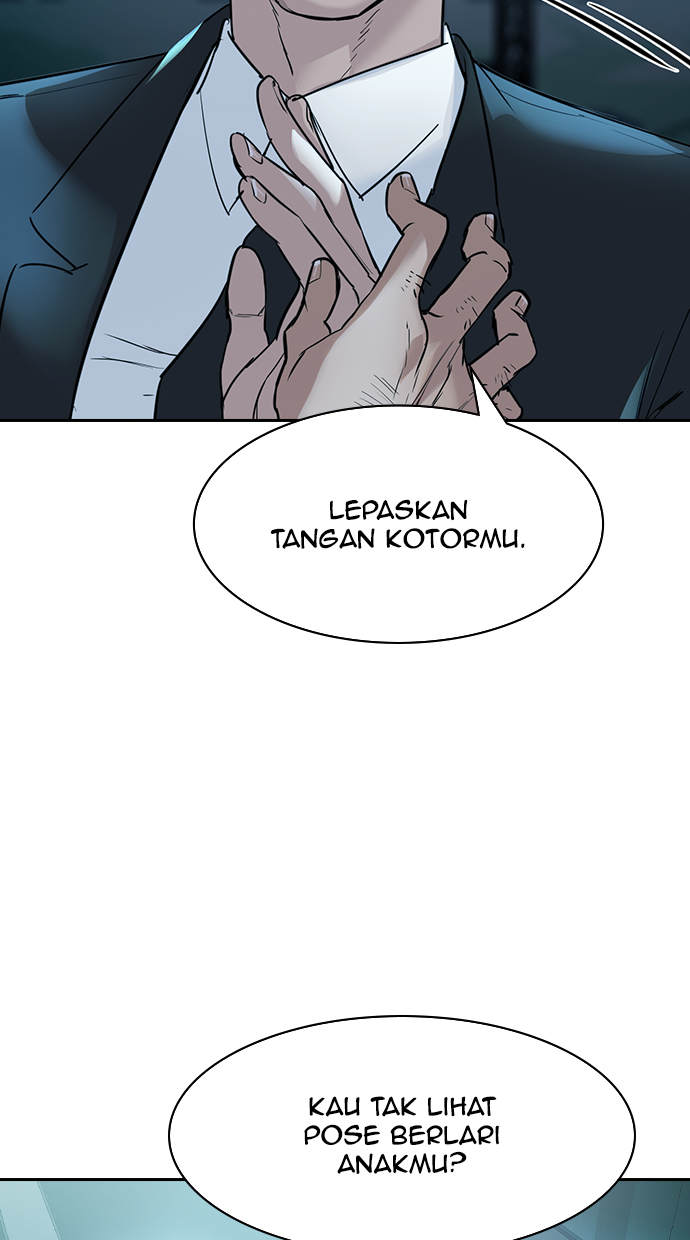 LEPASKAN
TANGAN KOTORMU.
KAU TAK LIHAT
POSE BERLARI
ANAKMU?